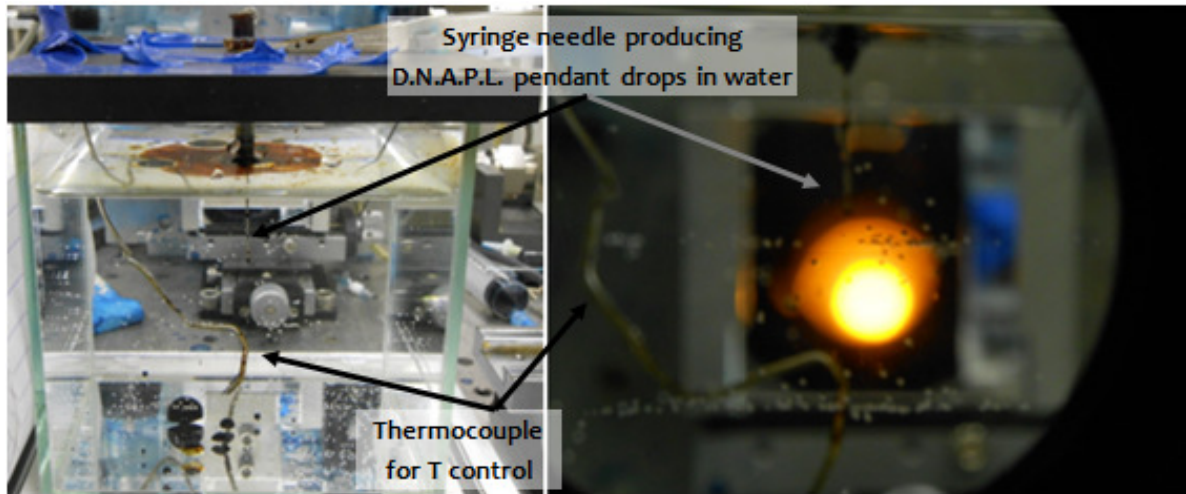 Syringe needle producing
D.N.A.P.L. pendant drops in water
Thermocouple
for T control